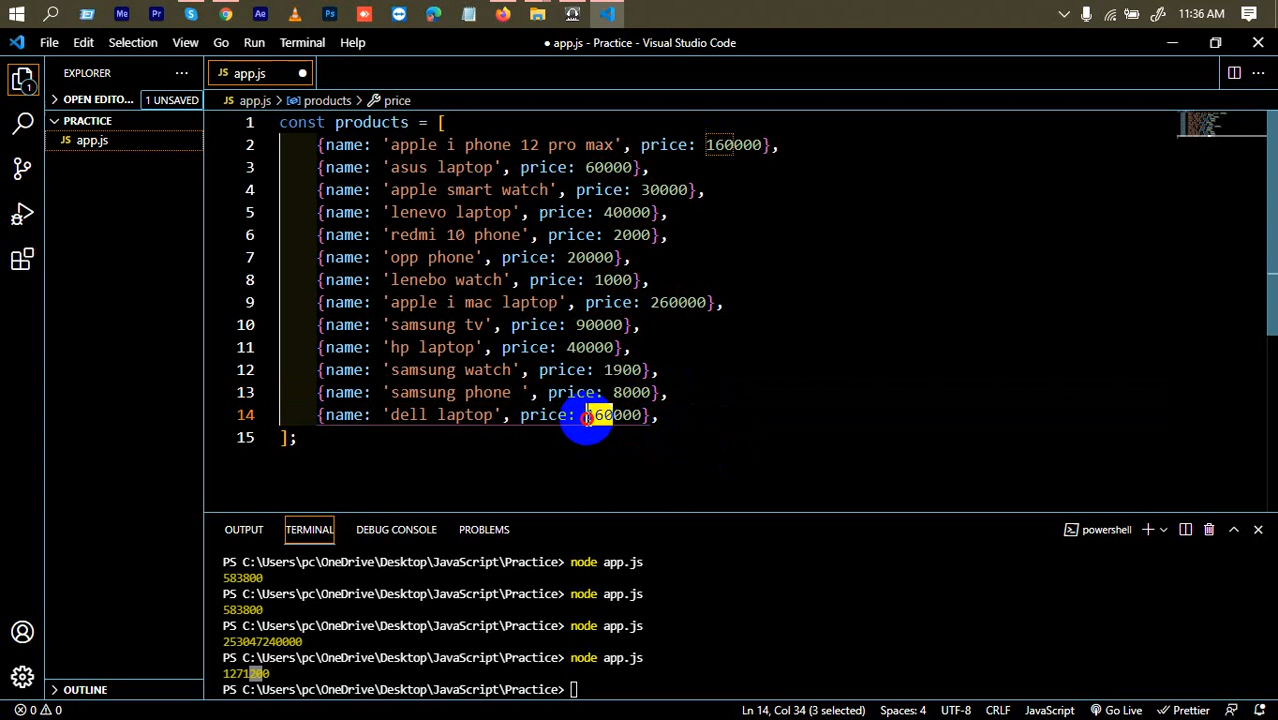 11:36 AM
File Edit Selection View Go Run Terminal Help
● app.js - Practice - Visual Studio Code
EXPLORER
OPEN EDITO... 1 UNSAVED
PRACTICE
JS app.js
OUTLINE
JS app.js
JS app.js > products > price
1 const products = [
2 {name: 'apple i phone 12 pro max', price: 160000},
3 {name: 'asus laptop', price: 60000},
4 {name: 'apple smart watch', price: 30000},
5 {name: 'lenevo laptop', price: 40000},
6 {name: 'redmi 10 phone', price: 2000},
7 {name: 'opp phone', price: 20000},
8 {name: 'lenebo watch', price: 1000},
9 {name: 'apple i mac laptop', price: 260000},
10 {name: 'samsung tv', price: 90000},
11 {name: 'hp laptop', price: 40000},
12 {name: 'samsung watch', price: 1900},
13 {name: 'samsung phone ', price: 8000},
14 {name: 'dell laptop', price: 160000},
15 ];
OUTPUT TERMINAL DEBUG CONSOLE PROBLEMS
powershell
PS C:\Users\pc\OneDrive\Desktop\JavaScript\Practice> node app.js
583800
PS C:\Users\pc\OneDrive\Desktop\JavaScript\Practice> node app.js
583800
PS C:\Users\pc\OneDrive\Desktop\JavaScript\Practice> node app.js
253047240000
PS C:\Users\pc\OneDrive\Desktop\JavaScript\Practice> node app.js
1271200
PS C:\Users\pc\OneDrive\Desktop\JavaScript\Practice>
0 0 Ln 14, Col 34 (3 selected) Spaces: 4 UTF-8 CRLF JavaScript Go Live Prettier